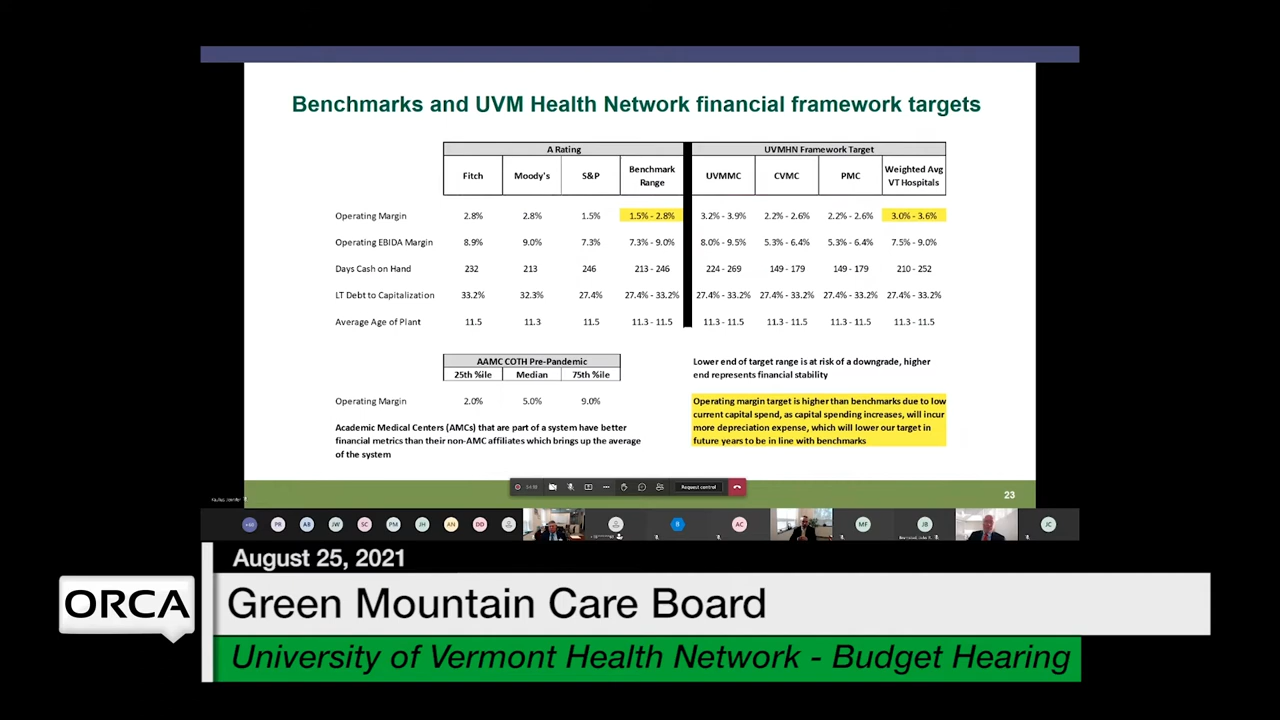 Benchmarks and UVM Health Network financial framework targets
A Rating
UVMHN Framework Target
Fitch Moody's S&P Benchmark Range UVMMC CVMC PMC Weighted Avg VT Hospitals
Operating Margin 2.8% 2.8% 1.5% 1.5% - 2.8% 3.2% - 3.9% 2.2% - 2.6% 2.2% - 2.6% 3.0% - 3.6%
Operating EBIDA Margin 8.9% 9.0% 7.3% 7.3% - 9.0% 8.0% - 9.5% 5.3% - 6.4% 5.3% - 6.4% 7.5% - 9.0%
Days Cash on Hand 232 213 246 213 - 246 224 - 269 149 - 179 149 - 179 210 - 252
LT Debt to Capitalization 33.2% 32.3% 27.4% 27.4% - 33.2% 27.4% - 33.2% 27.4% - 33.2% 27.4% - 33.2% 27.4% - 33.2%
Average Age of Plant 11.5 11.3 11.5 11.3 - 11.5 11.3 - 11.5 11.3 - 11.5 11.3 - 11.5 11.3 - 11.5
AAMC COTH Pre-Pandemic
25th %ile Median 75th %ile
Operating Margin 2.0% 5.0% 9.0%
Academic Medical Centers (AMCs) that are part of a system have better
financial metrics than their non-AMC affiliates which brings up the average
of the system
Lower end of target range is at risk of a downgrade, higher
end represents financial stability
Operating margin target is higher than benchmarks due to low
current capital spend, as capital spending increases, will incur
more depreciation expense, which will lower our target in
future years to be in line with benchmarks
Request control
23
PR AB JW SC PM JH AN DD B AC MF JB JC
August 25, 2021
ORCA
Green Mountain Care Board
University of Vermont Health Network - Budget Hearing